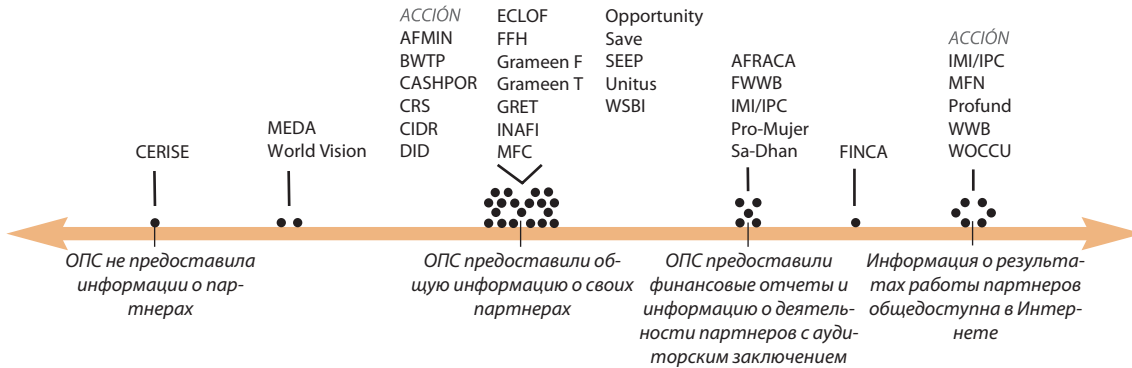 CERISE
MEDA
World Vision
ACCIÓN
AFMIN
BWTP
CASHPOR
CRS
CIDR
DID
ECLOF
FFH
Grameen F
Grameen T
GRET
INAFI
MFC
Opportunity
Save
SEEP
Unitus
WSBI
AFRACA
FWWB
IMI/IPC
Pro-Mujer
Sa-Dhan
FINCA
ACCIÓN
IMI/IPC
MFN
Profund
WWB
WOCCU
ОПС не предоставила
информации о пар-
тнерах
ОПС предоставили об-
щую информацию о своих
партнерах
ОПС предоставили
финансовые отчеты и
информацию о деятель-
ности партнеров с ауди-
торским заключением
Информация о результа-
тах работы партнеров
общедоступна в Интер-
нете